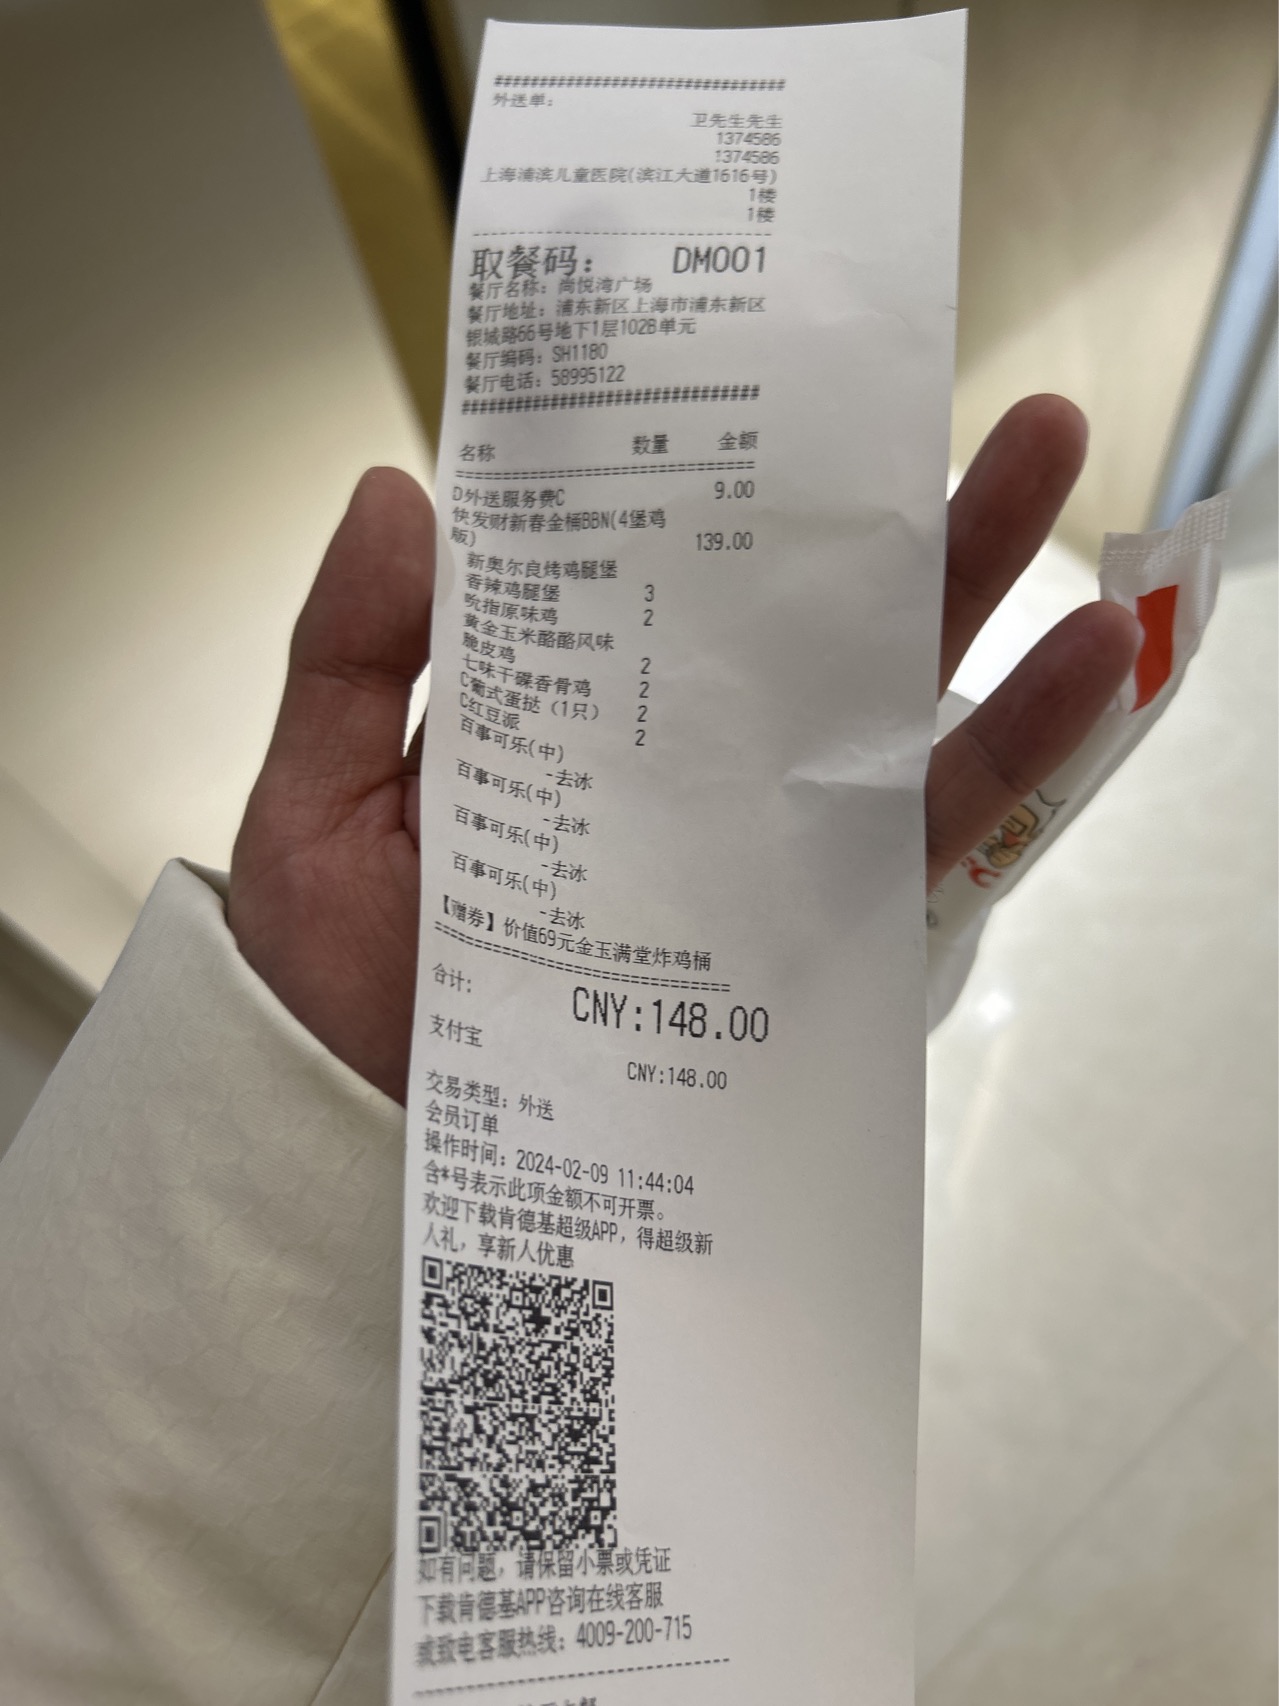 ################################
外送单：
卫先生先生
1374586
1374586
上海浦滨儿童医院(滨江大道1616号)
1楼
1楼
取餐码： DM001
餐厅名称：尚悦湾广场
餐厅地址：浦东新区上海市浦东新区
银城路66号地下1层102B单元
餐厅编码：SH1180
餐厅电话：58995122
################################
名称 数量 金额
================================
D外送服务费C 9.00
快发财新春金桶BBN(4堡鸡
版) 139.00
新奥尔良烤鸡腿堡
香辣鸡腿堡 3
吮指原味鸡 2
黄金玉米酪酪风味
脆皮鸡 2
七味干碟香骨鸡 2
C葡式蛋挞（1只） 2
C红豆派 2
百事可乐(中)
-去冰
百事可乐(中)
-去冰
百事可乐(中)
-去冰
百事可乐(中)
-去冰
【赠券】价值69元金玉满堂炸鸡桶
================================
合计： CNY:148.00
支付宝 CNY:148.00
交易类型：外送
会员订单
操作时间：2024-02-09 11:44:04
含*号表示此项金额不可开票。
欢迎下载肯德基超级APP，得超级新
人礼，享新人优惠
如有问题，请保留小票或凭证
下载肯德基APP咨询在线客服
或致电客服热线：4009-200-715